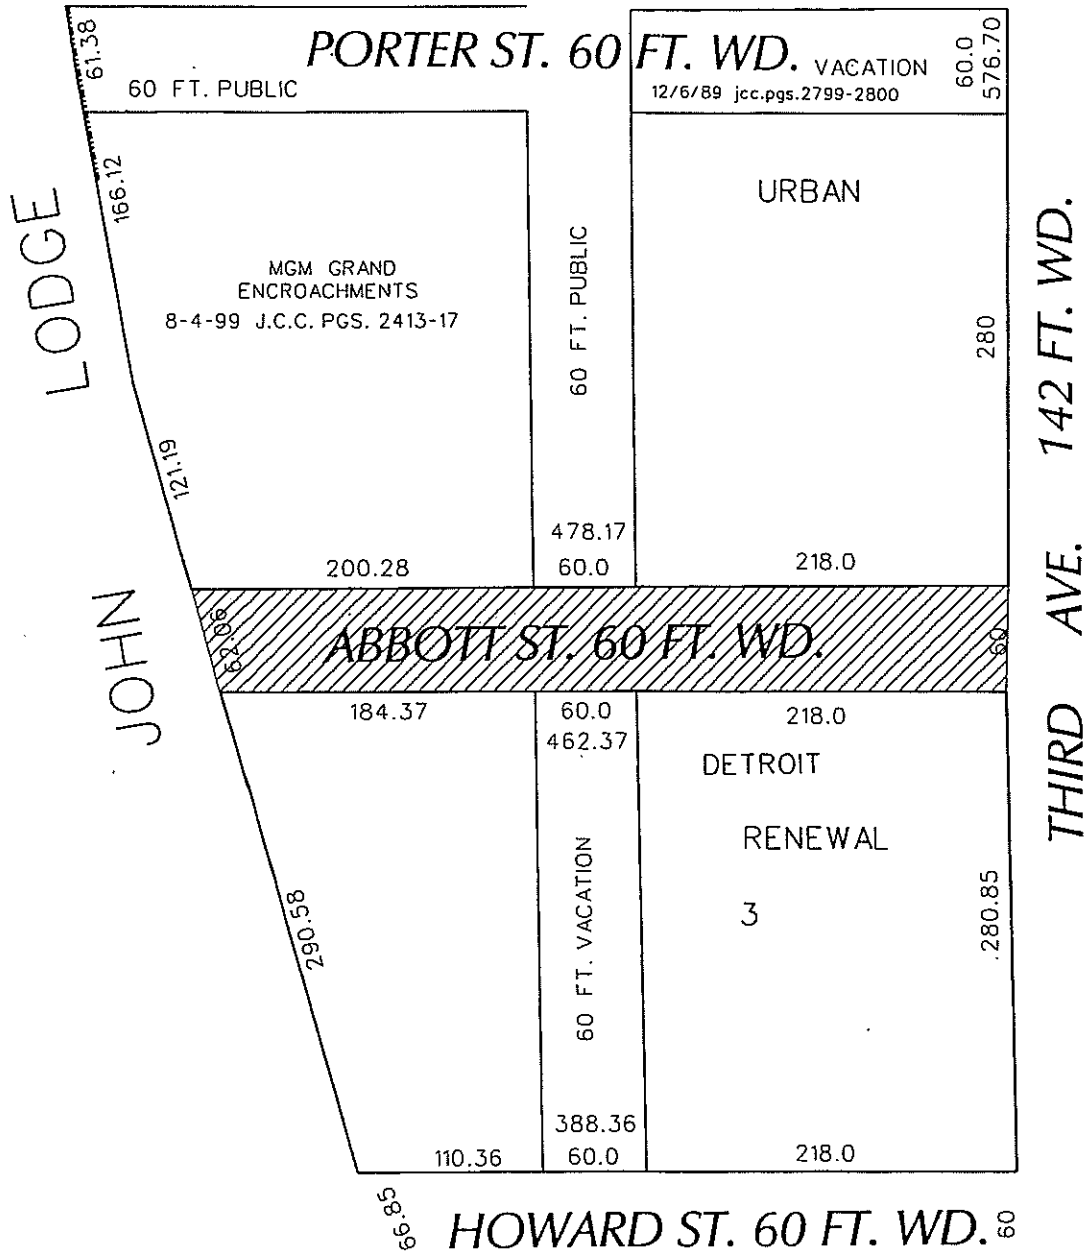 61.38
PORTER ST. 60 FT. WD.
60 FT. PUBLIC
VACATION
12/6/89 jcc.pgs.2799-2800
60.0
576.70
166.12
LODGE
JOHN
MGM GRAND
ENCROACHMENTS
8-4-99 J.C.C. PGS. 2413-17
60 FT. PUBLIC
URBAN
280
THIRD AVE. 142 FT. WD.
121.19
200.28
478.17
60.0
218.0
62.06
ABBOTT ST. 60 FT. WD.
60
184.37
60.0
462.37
218.0
DETROIT
RENEWAL
3
290.58
60 FT. VACATION
.280.85
110.36
388.36
60.0
218.0
66.85
HOWARD ST. 60 FT. WD.
60